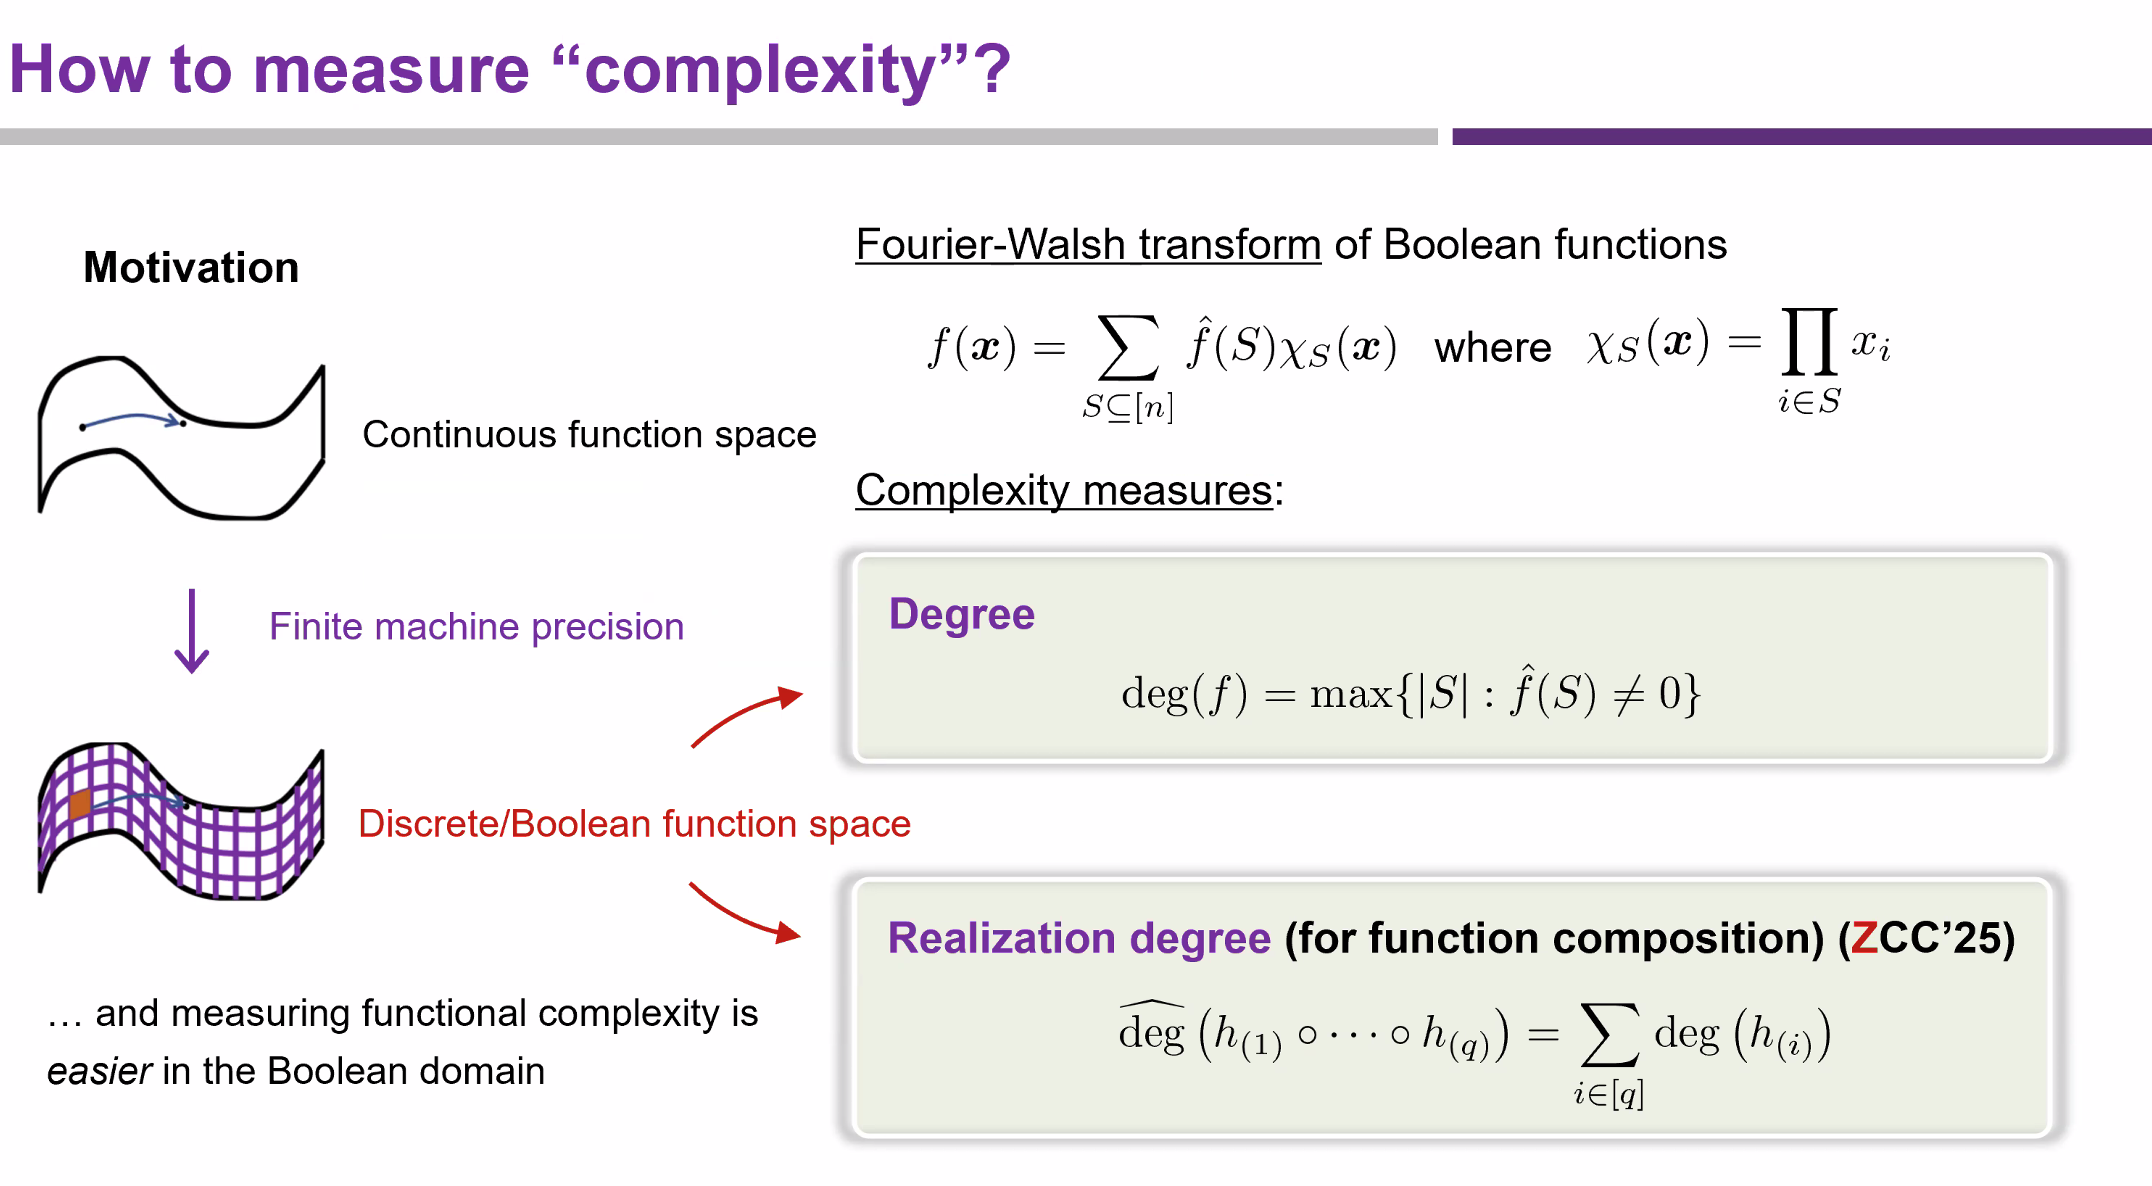 How to measure “complexity”?
Motivation
Continuous function space
Finite machine precision
Discrete/Boolean function space
… and measuring functional complexity is
easier in the Boolean domain
Fourier-Walsh transform of Boolean functions
$f(\boldsymbol{x}) = \sum_{S \subseteq [n]} \hat{f}(S) \chi_S(\boldsymbol{x})$ where $\chi_S(\boldsymbol{x}) = \prod_{i \in S} x_i$
Complexity measures:
Degree
$\deg(f) = \max\{|S| : \hat{f}(S) \neq 0\}$
Realization degree (for function composition) (ZCC’25)
$\widehat{\deg}\left(h_{(1)} \circ \cdots \circ h_{(q)}\right) = \sum_{i \in [q]} \deg\left(h_{(i)}\right)$